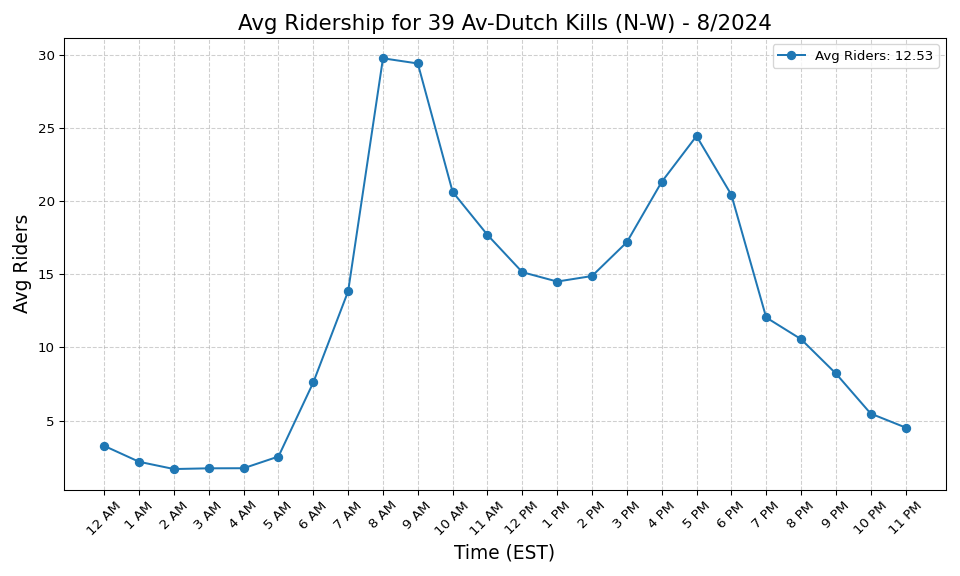 Avg Ridership for 39 Av-Dutch Kills (N-W) - 8/2024
Avg Riders: 12.53
Avg Riders
30
25
20
15
10
5
12 AM
1 AM
2 AM
3 AM
4 AM
5 AM
6 AM
7 AM
8 AM
9 AM
10 AM
11 AM
12 PM
1 PM
2 PM
3 PM
4 PM
5 PM
6 PM
7 PM
8 PM
9 PM
10 PM
11 PM
Time (EST)